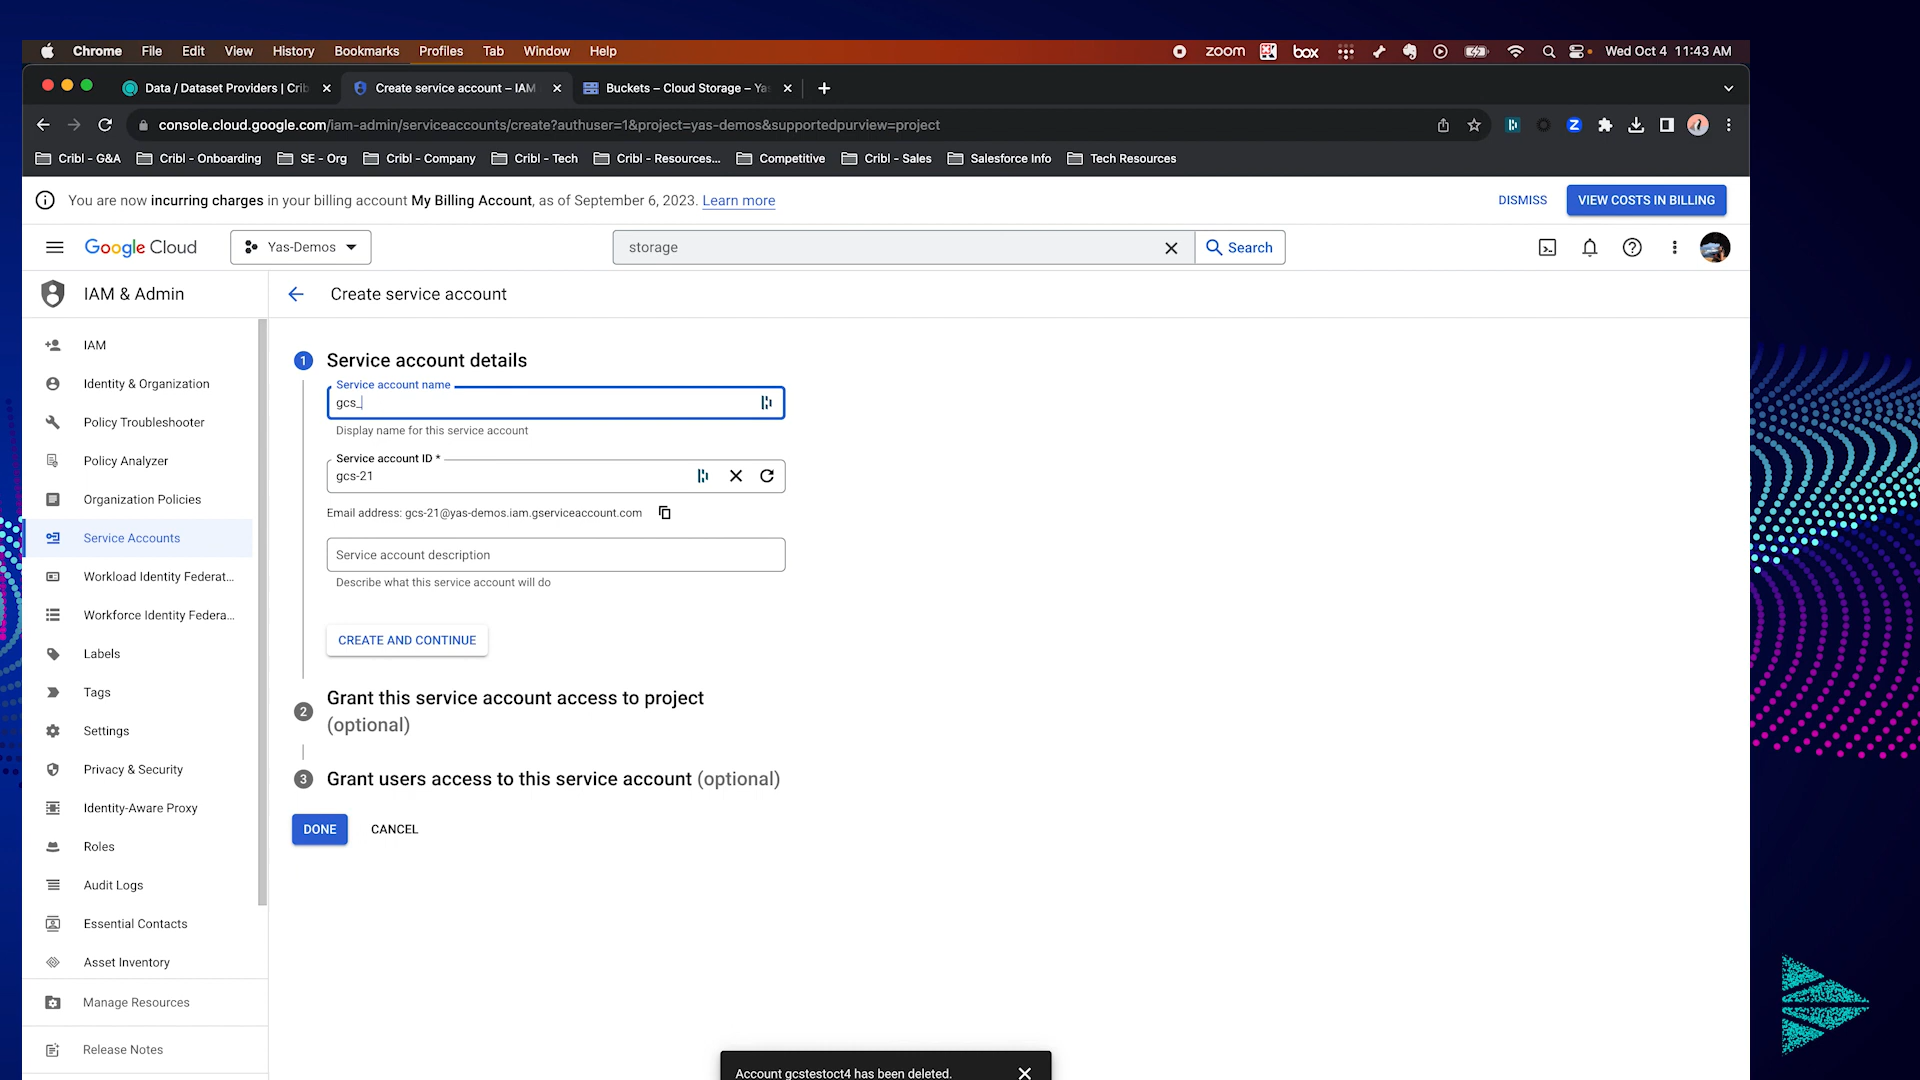 Chrome File Edit View History Bookmarks Profiles Tab Window Help zoom box Wed Oct 4 11:43 AM
Data / Dataset Providers | Crib Create service account – IAM Buckets – Cloud Storage – Ya
console.cloud.google.com/iam-admin/serviceaccounts/create?authuser=1&project=yas-demos&supportedpurview=project
Cribl - G&A Cribl - Onboarding SE - Org Cribl - Company Cribl - Tech Cribl - Resources... Competitive Cribl - Sales Salesforce Info Tech Resources
You are now incurring charges in your billing account My Billing Account, as of September 6, 2023. Learn more DISMISS VIEW COSTS IN BILLING
Google Cloud Yas-Demos storage Search
IAM & Admin
Create service account
IAM
Identity & Organization
Policy Troubleshooter
Policy Analyzer
Organization Policies
Service Accounts
Workload Identity Federat...
Workforce Identity Federa...
Labels
Tags
Settings
Privacy & Security
Identity-Aware Proxy
Roles
Audit Logs
Essential Contacts
Asset Inventory
Manage Resources
Release Notes
1 Service account details
Service account name
gcs_
Display name for this service account
Service account ID *
gcs-21
Email address: gcs-21@yas-demos.iam.gserviceaccount.com
Service account description
Describe what this service account will do
CREATE AND CONTINUE
2 Grant this service account access to project
(optional)
3 Grant users access to this service account (optional)
DONE CANCEL
Account gcstestoct4 has been deleted.